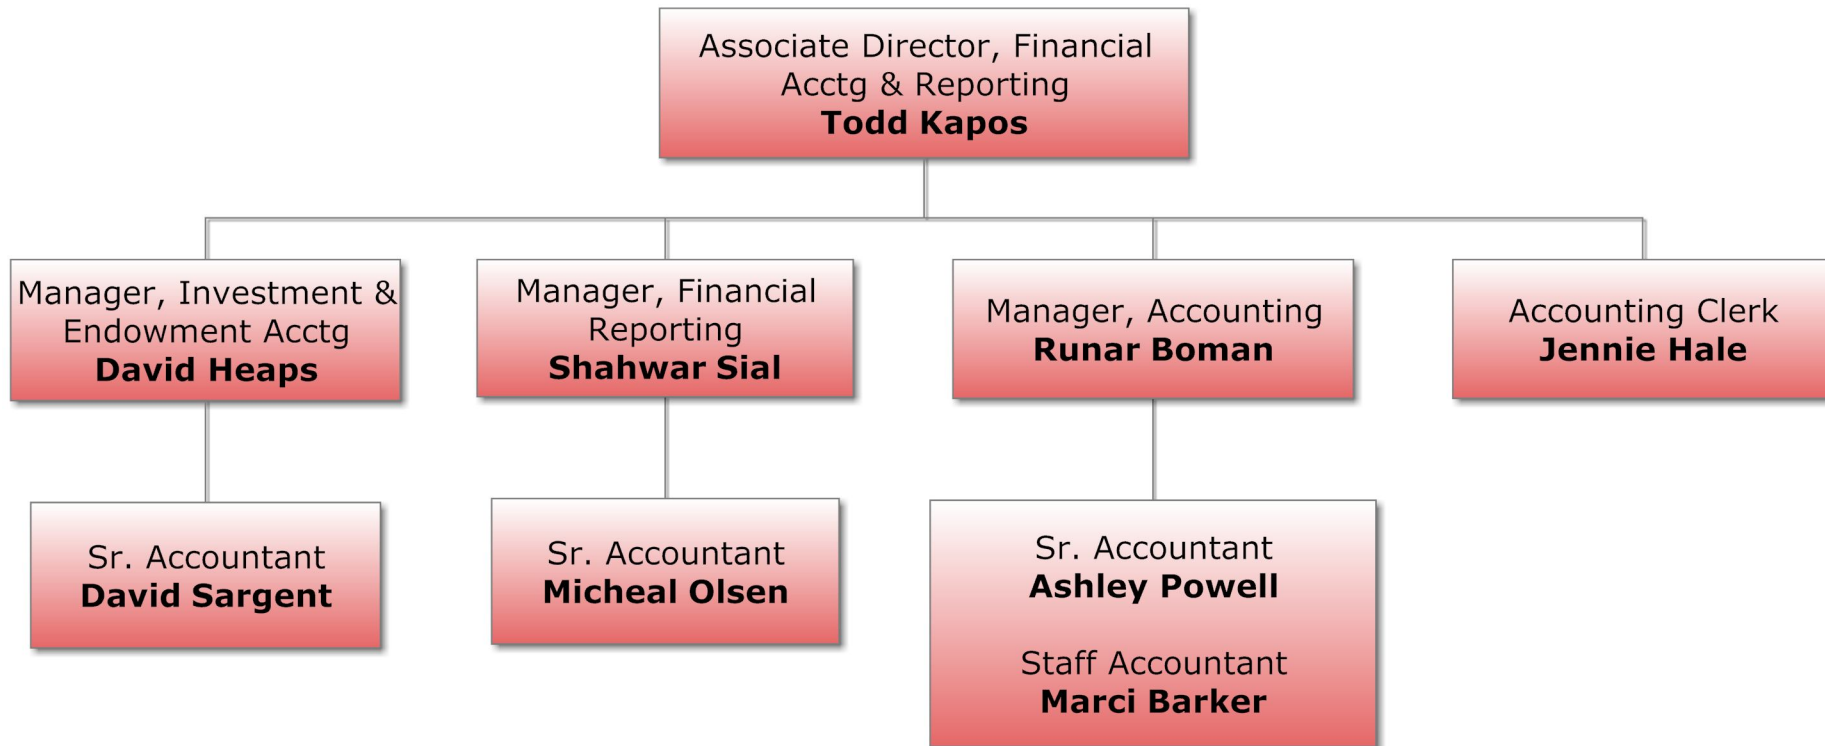 Associate Director, Financial
Acctg & Reporting
Todd Kapos
Manager, Investment &
Endowment Acctg
David Heaps
Manager, Financial
Reporting
Shahwar Sial
Manager, Accounting
Runar Boman
Accounting Clerk
Jennie Hale
Sr. Accountant
David Sargent
Sr. Accountant
Micheal Olsen
Sr. Accountant
Ashley Powell
Staff Accountant
Marci Barker